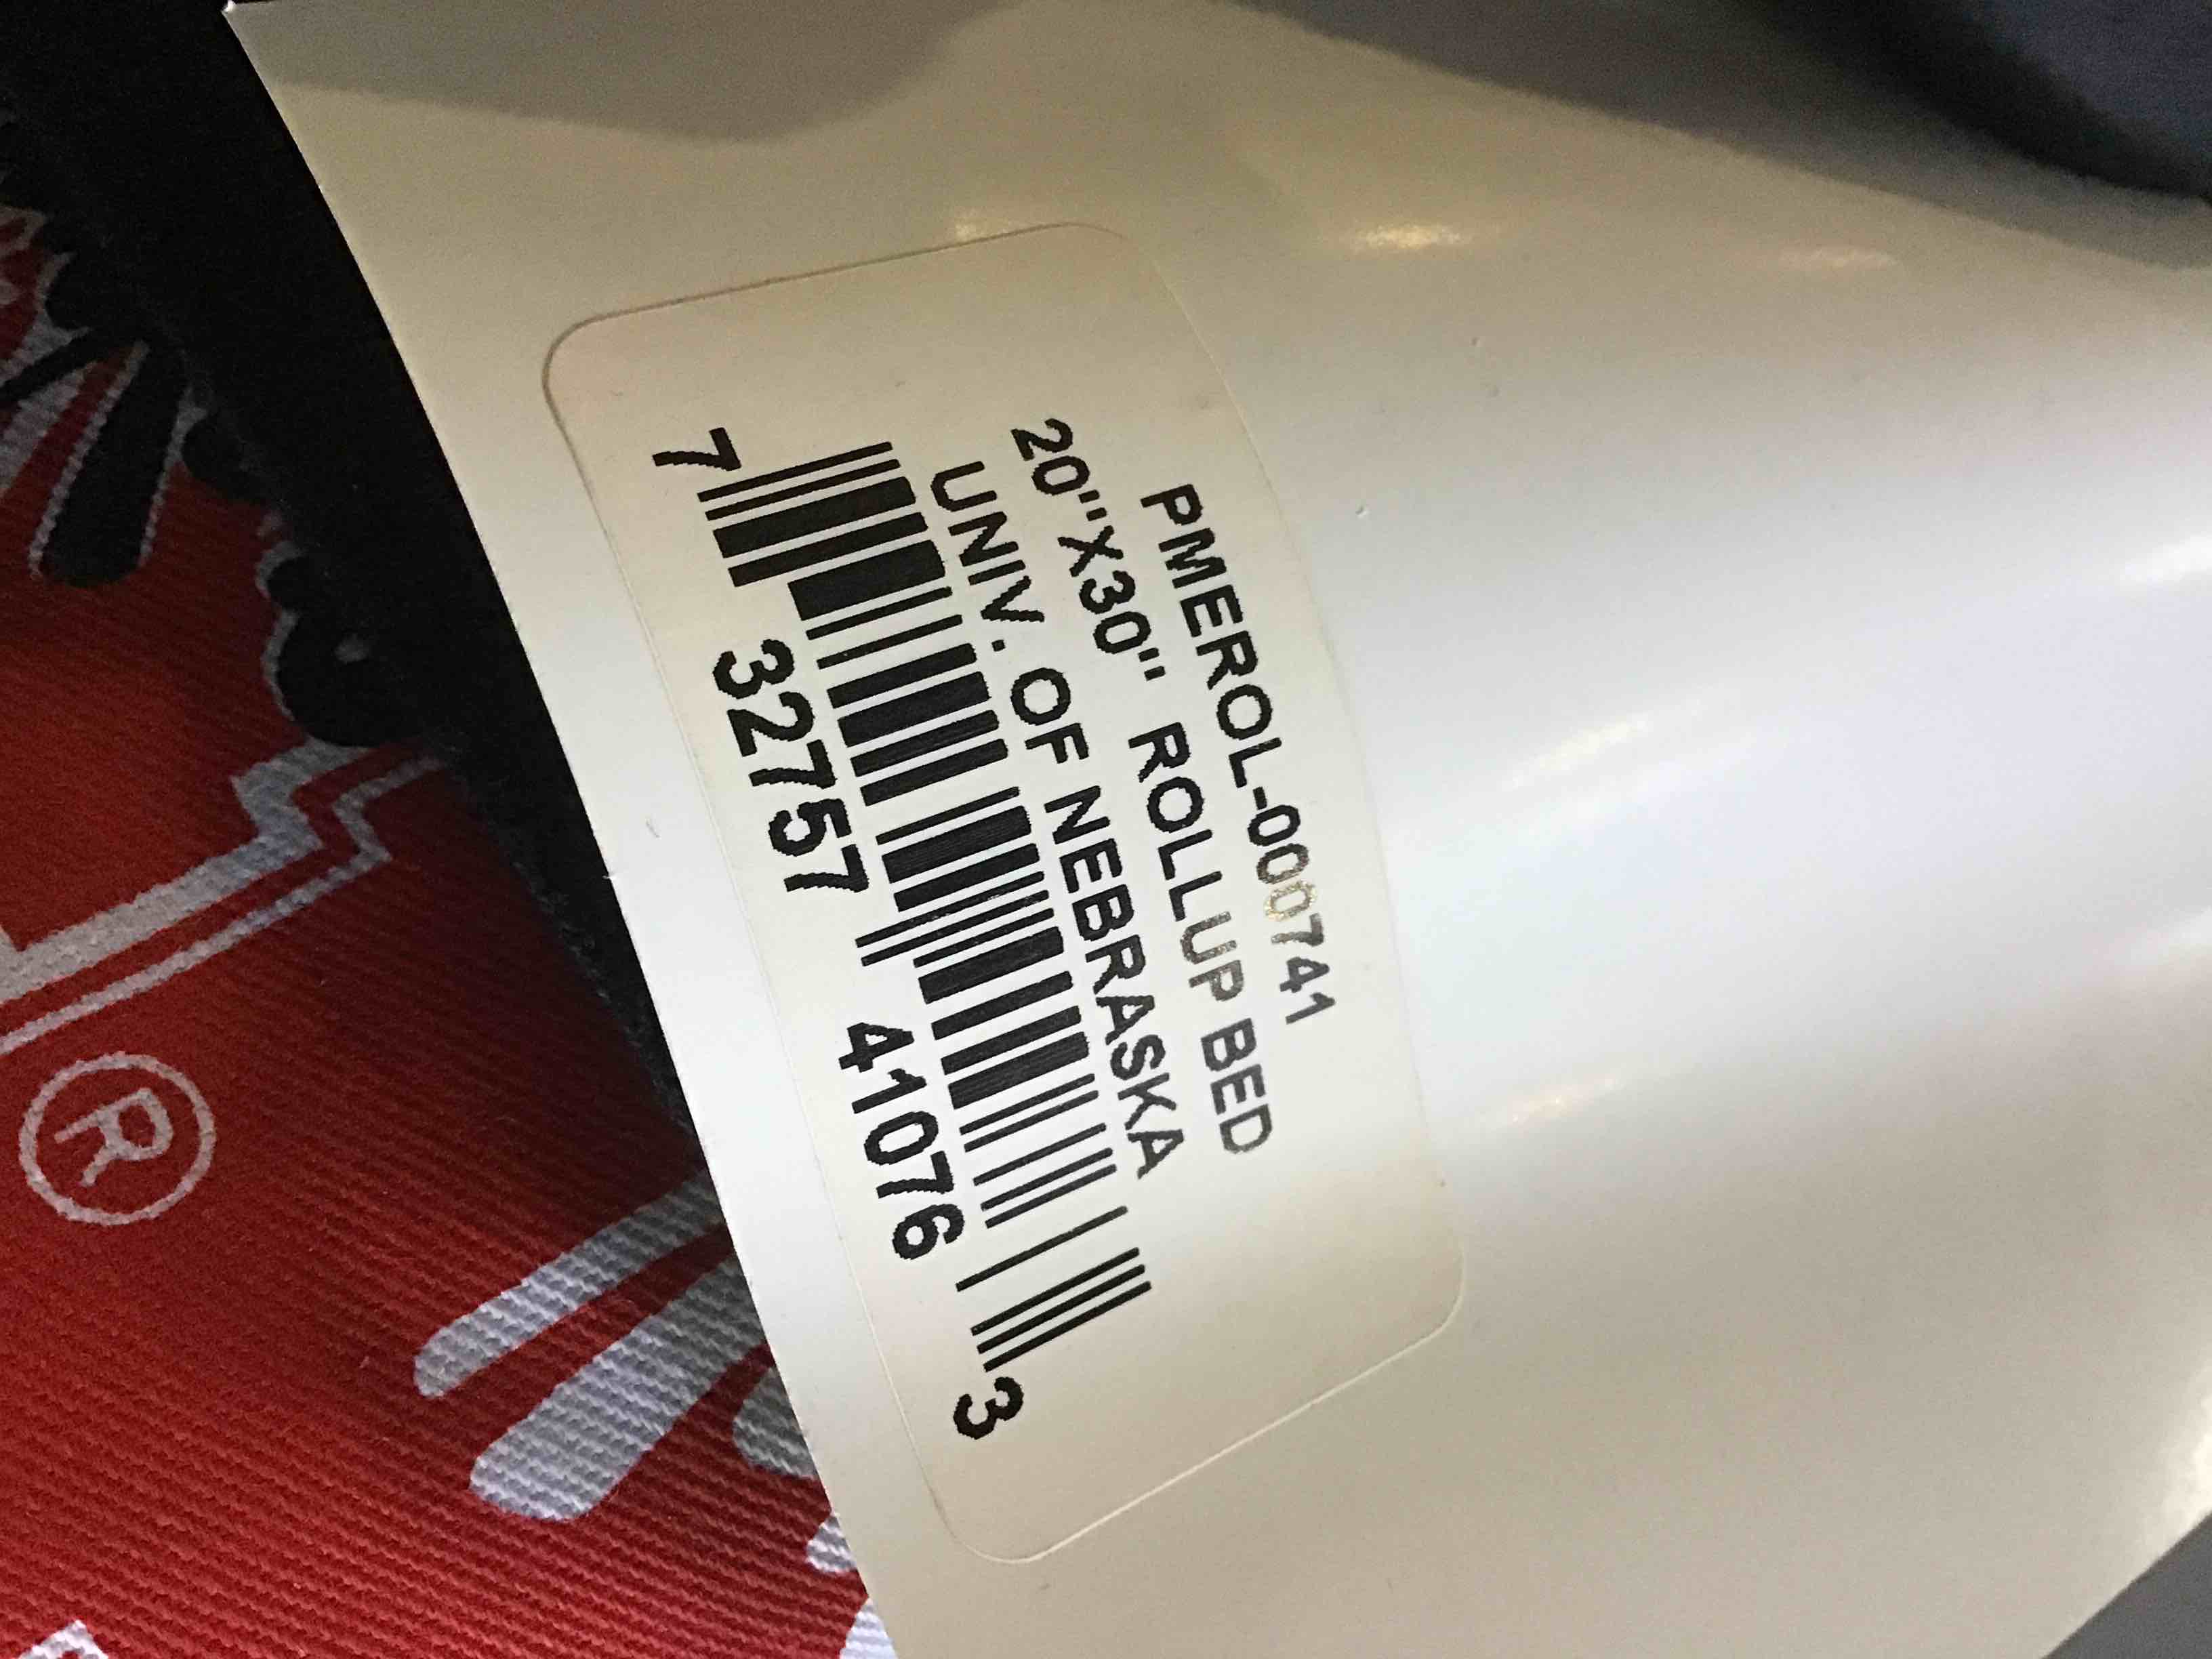 PMEROL-000741
20"X30" ROLLUP BED
UNIV. OF NEBRASKA
7 32757 41076 3
®